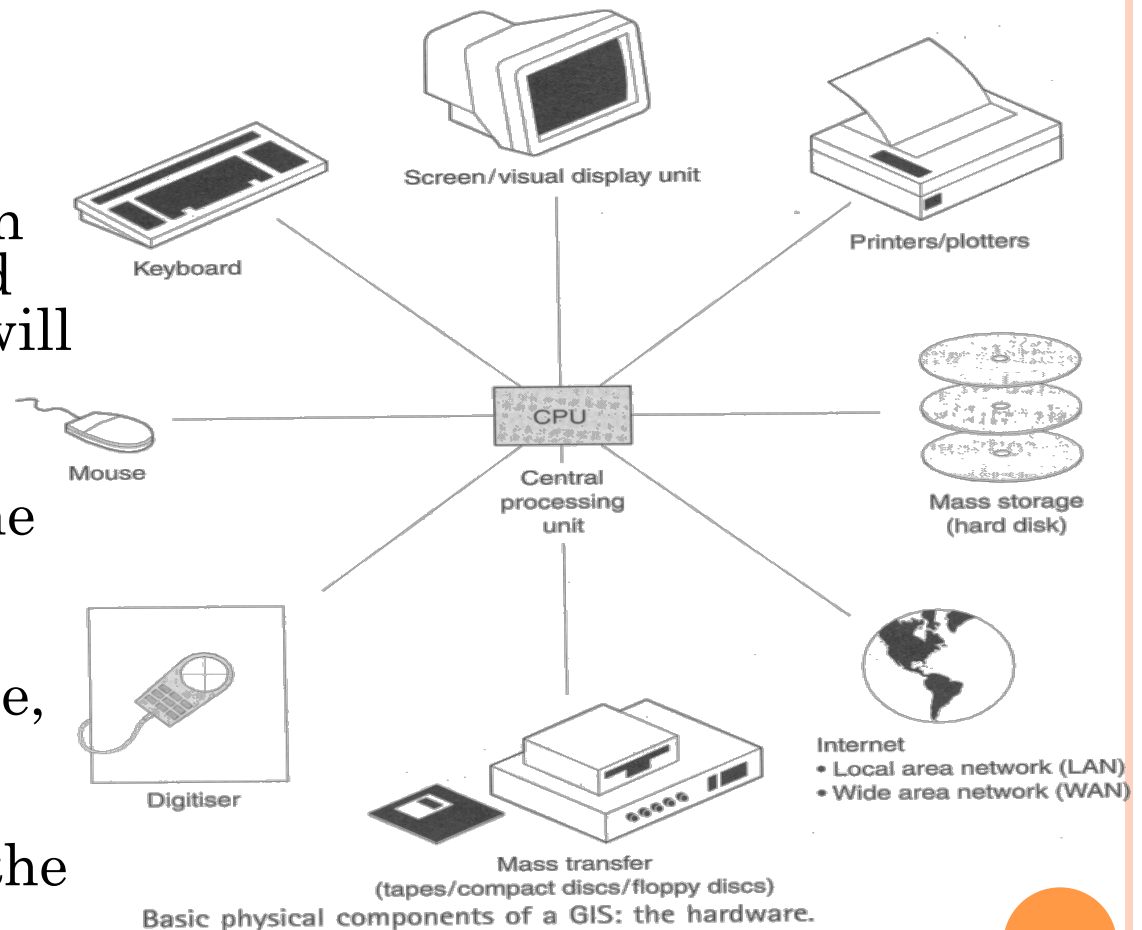 Screen/visual display unit
Printers/plotters
Keyboard
will
CPU
Mouse
Central
processing
unit
Mass storage
(hard disk)
e,
Internet
• Local area network (LAN)
• Wide area network (WAN)
Digitiser
the
Mass transfer
(tapes/compact discs/floppy discs)
Basic physical components of a GIS: the hardware.